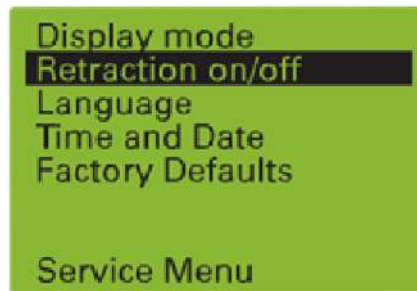 Display mode
Retraction on/off
Language
Time and Date
Factory Defaults
Service Menu